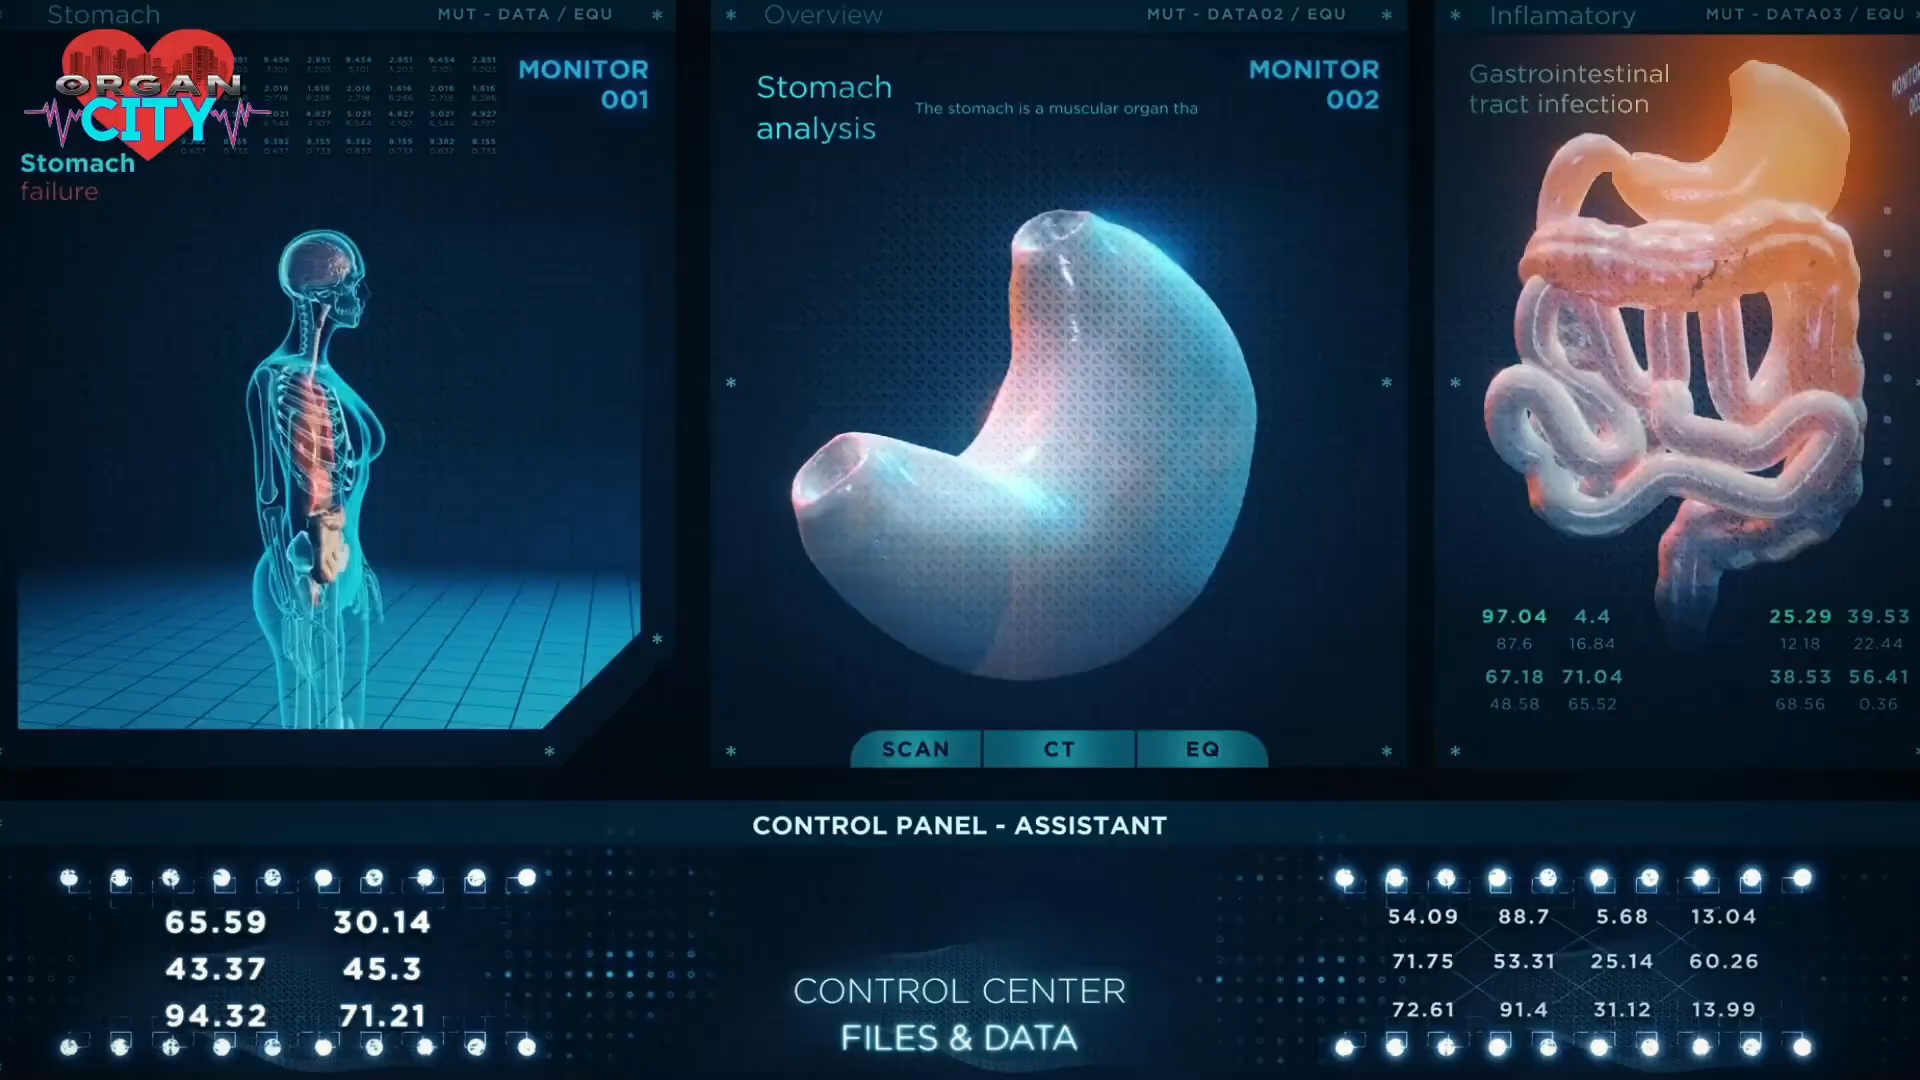 Stomach
MUT - DATA / EQU
ORGAN
CITY
MONITOR
001
Stomach
failure
Overview
MUT - DATA02 / EQU
Stomach
analysis
The stomach is a muscular organ tha
MONITOR
002
SCAN CT EQ
Inflamatory
MUT - DATA03 / EQU
Gastrointestinal
tract infection
97.04 4.4 25.29 39.53
87.6 16.84 12.18 22.44
67.18 71.04 38.53 56.41
48.58 65.52 68.56 0.36
CONTROL PANEL - ASSISTANT
65.59 30.14
43.37 45.3
94.32 71.21
CONTROL CENTER
FILES & DATA
54.09 88.7 5.68 13.04
71.75 53.31 25.14 60.26
72.61 91.4 31.12 13.99